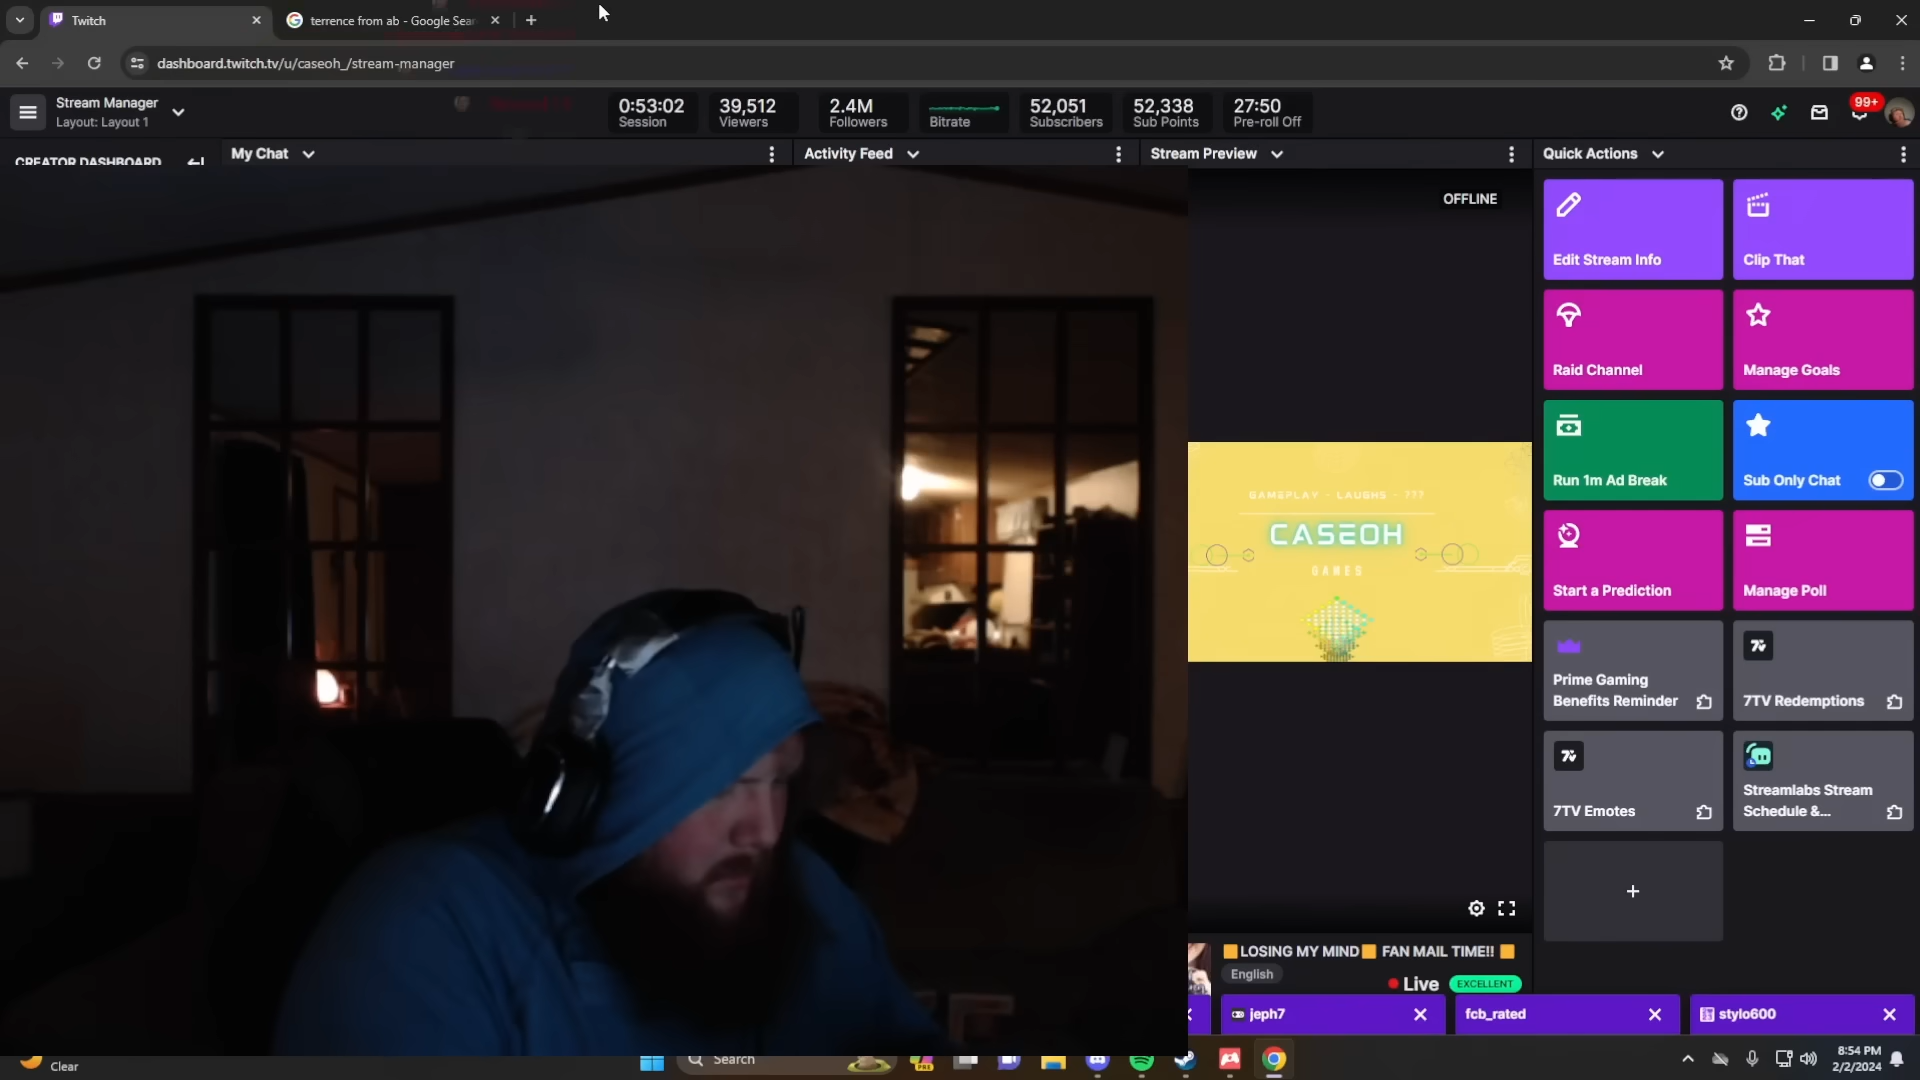 Twitch
terrence from ab - Google Sear
dashboard.twitch.tv/u/caseoh_/stream-manager
Stream Manager
Layout: Layout 1
0:53:02
Session
39,512
Viewers
2.4M
Followers
Bitrate
52,051
Subscribers
52,338
Sub Points
27:50
Pre-roll Off
99+
CREATOR DASHBOARD
My Chat
Activity Feed
Stream Preview
Quick Actions
OFFLINE
Edit Stream Info
Clip That
Raid Channel
Manage Goals
Run 1m Ad Break
Sub Only Chat
Start a Prediction
Manage Poll
Prime Gaming
Benefits Reminder
7TV Redemptions
7TV Emotes
Streamlabs Stream
Schedule &...
GAMEPLAY - LAUGHS - ???
CASEOH
GAMES
LOSING MY MIND FAN MAIL TIME!!
English
Live
EXCELLENT
jeph7
fcb_rated
stylo600
Clear
Search
PRE
8:54 PM
2/2/2024